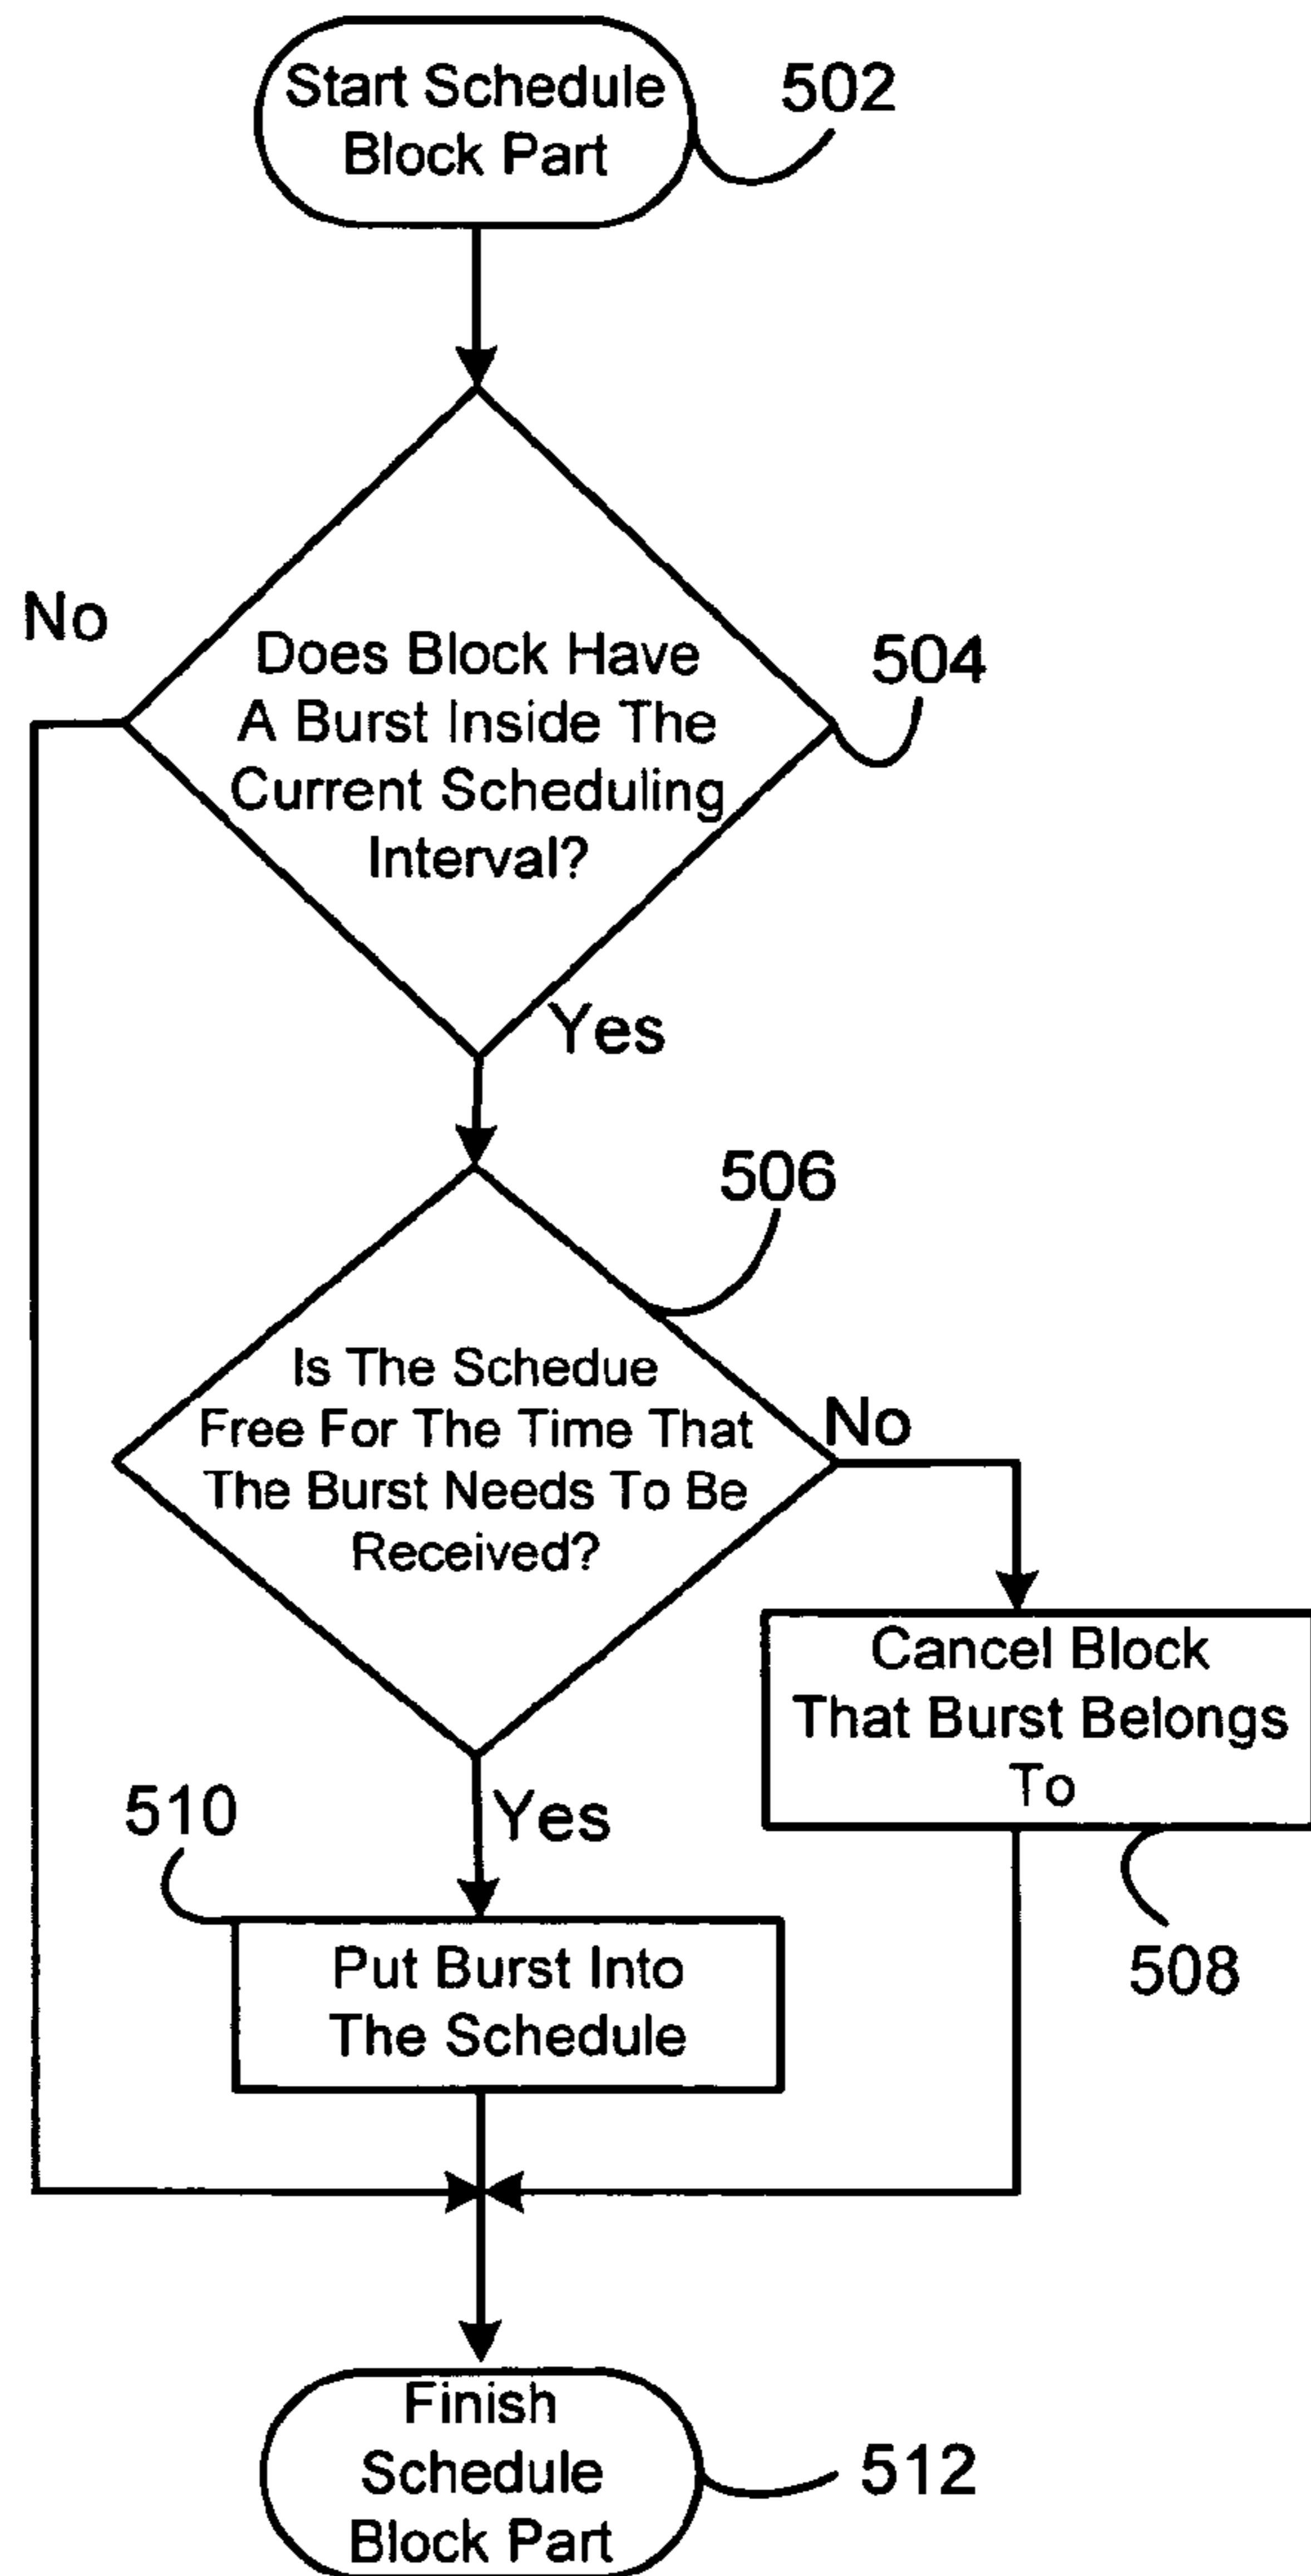 Start Schedule
Block Part
502
No
Does Block Have
A Burst Inside The
Current Scheduling
Interval?
504
Yes
506
Is The Schedue
Free For The Time That
The Burst Needs To Be
Received?
No
Cancel Block
That Burst Belongs
To
510
Yes
508
Put Burst Into
The Schedule
Finish
Schedule
Block Part
512